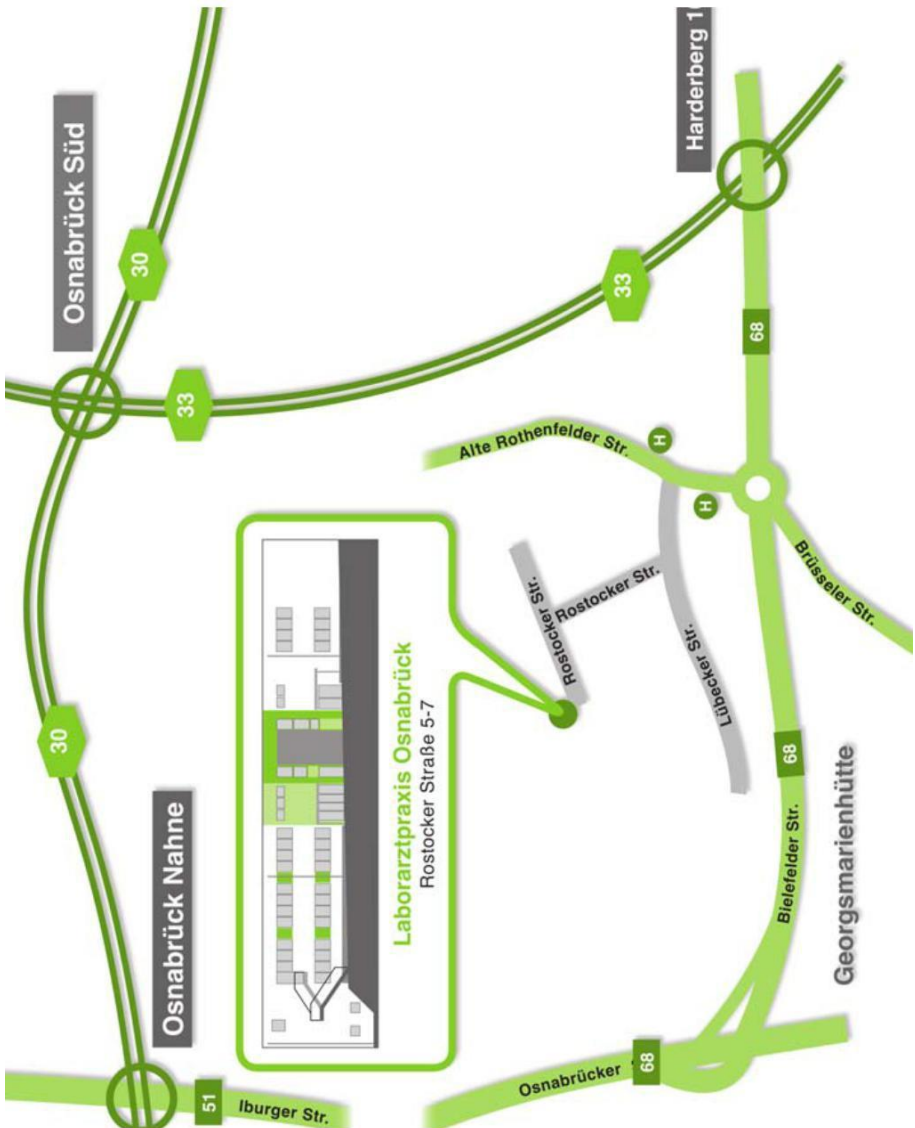 Osnabrück Nahne
Osnabrück Süd
30
30
33
33
Harderberg
51
Iburger Str.
Laborarztpraxis Osnabrück
Rostocker Straße 5-7
Alte Rothenfelder Str.
H
H
Rostocker Str.
Rostocker Str.
Lübecker Str.
Brüsseler Str.
68
68
68
Bielefelder Str.
Osnabrücker
Georgsmarienhütte